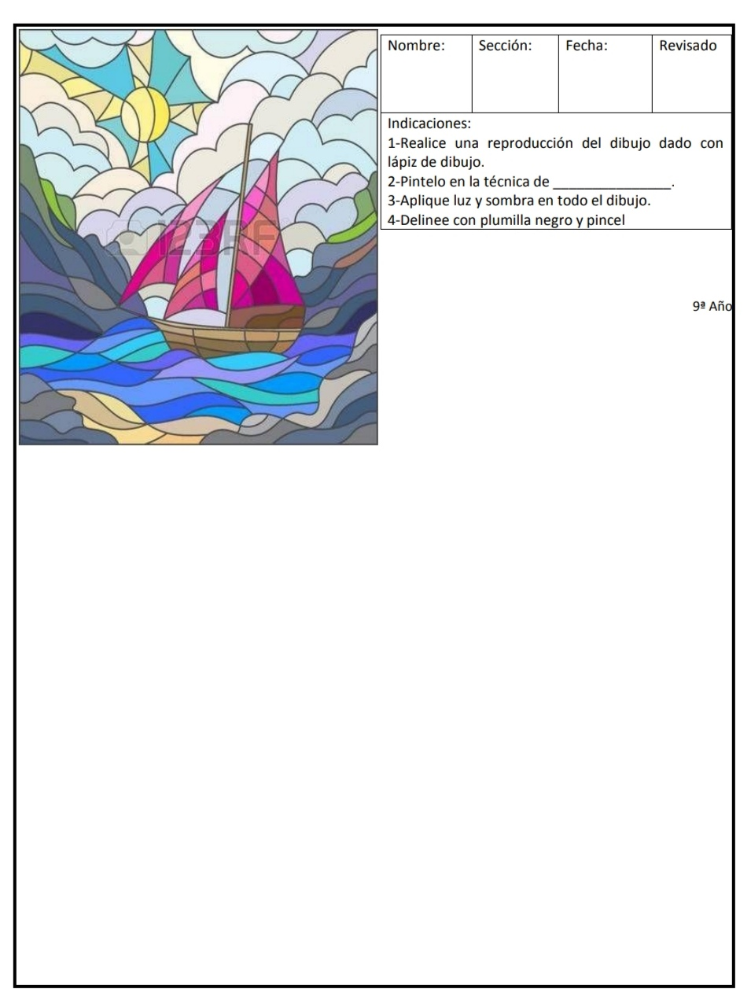 Nombre: Sección: Fecha: Revisado
Indicaciones:
1-Realice una reproducción del dibujo dado con
lápiz de dibujo.
2-Pintelo en la técnica de _________________.
3-Aplique luz y sombra en todo el dibujo.
4-Delinee con plumilla negro y pincel
123RF
9ª Año